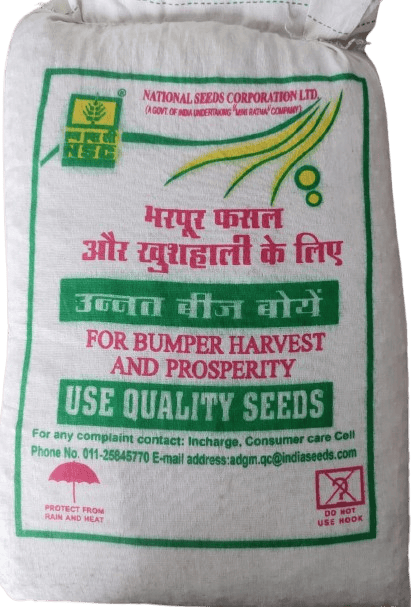 NATIONAL SEEDS CORPORATION LTD.
(A GOVT. OF INDIA UNDERTAKING "MINI RATNA" COMPANY)
®
NSC
भरपूर फसल
और खुशहाली के लिए
उन्नत बीज बोयें
FOR BUMPER HARVEST
AND PROSPERITY
USE QUALITY SEEDS
For any complaint contact: Incharge, Consumer care Cell
Phone No. 011-25845770 E-mail address:adgm.qc@indiaseeds.com
PROTECT FROM
RAIN AND HEAT
DO NOT
USE HOOK